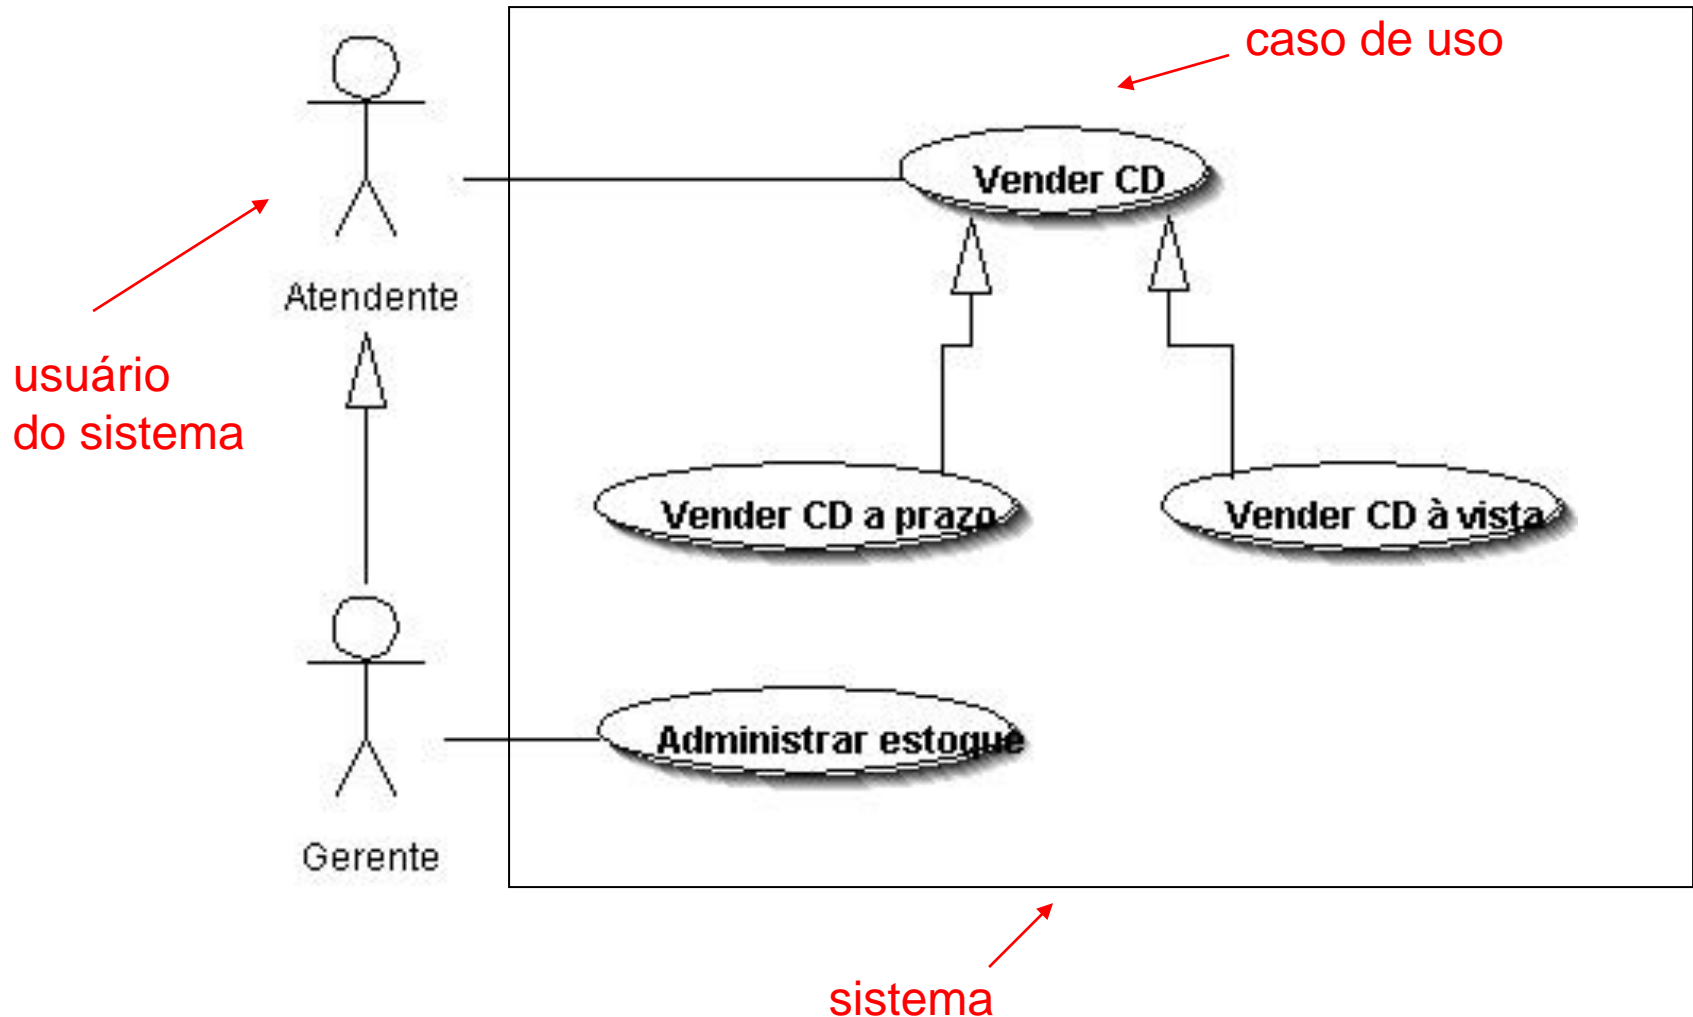 caso de uso
Vender CD
Atendente
usuário
do sistema
Vender CD a prazo
Vender CD à vista
Administrar estoque
Gerente
sistema